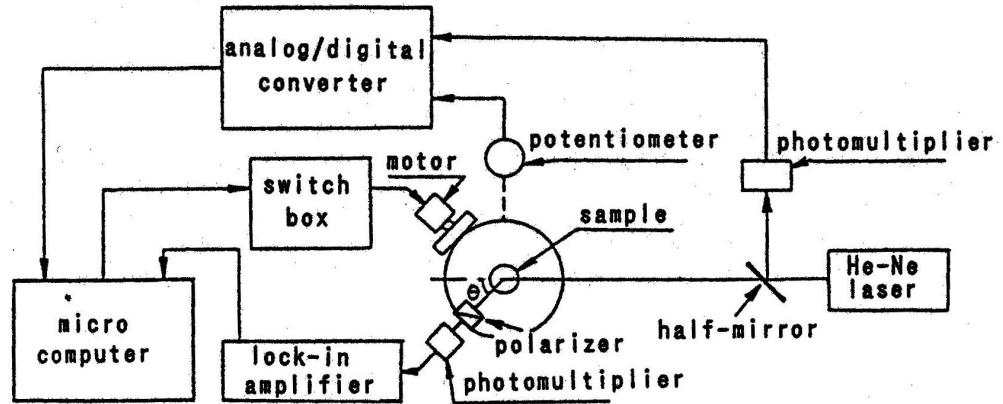 analog/digital
converter
potentiometer
photomultiplier
motor
switch
box
sample
θ
He-Ne
laser
half-mirror
micro
computer
polarizer
lock-in
amplifier
photomultiplier